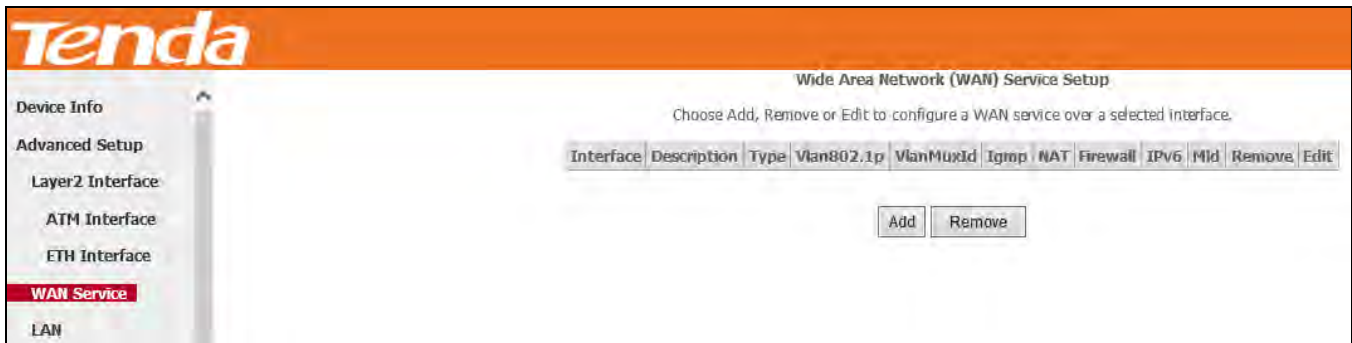 Tenda
Device Info
Advanced Setup
Layer2 Interface
ATM Interface
ETH Interface
WAN Service
LAN
Wide Area Network (WAN) Service Setup
Choose Add, Remove or Edit to configure a WAN service over a selected interface.
Interface Description Type Vlan802.1p VlanMuxId Igmp NAT Firewall IPv6 Mld Remove Edit
Add Remove